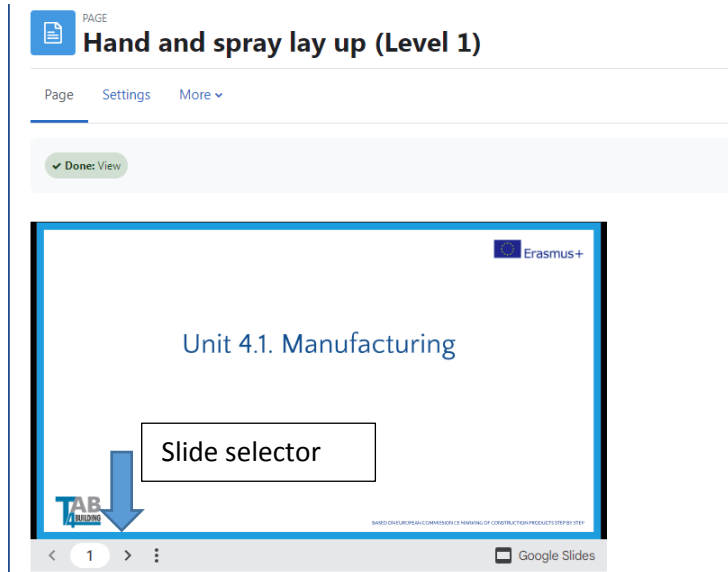 PAGE
Hand and spray lay up (Level 1)
Page Settings More
Done: View
Erasmus+
Unit 4.1. Manufacturing
Slide selector
TAB
4BUILDING
BASED ON EUROPEAN COMMISSION CE MARKING OF CONSTRUCTION PRODUCTS STEP BY STEP
1
Google Slides